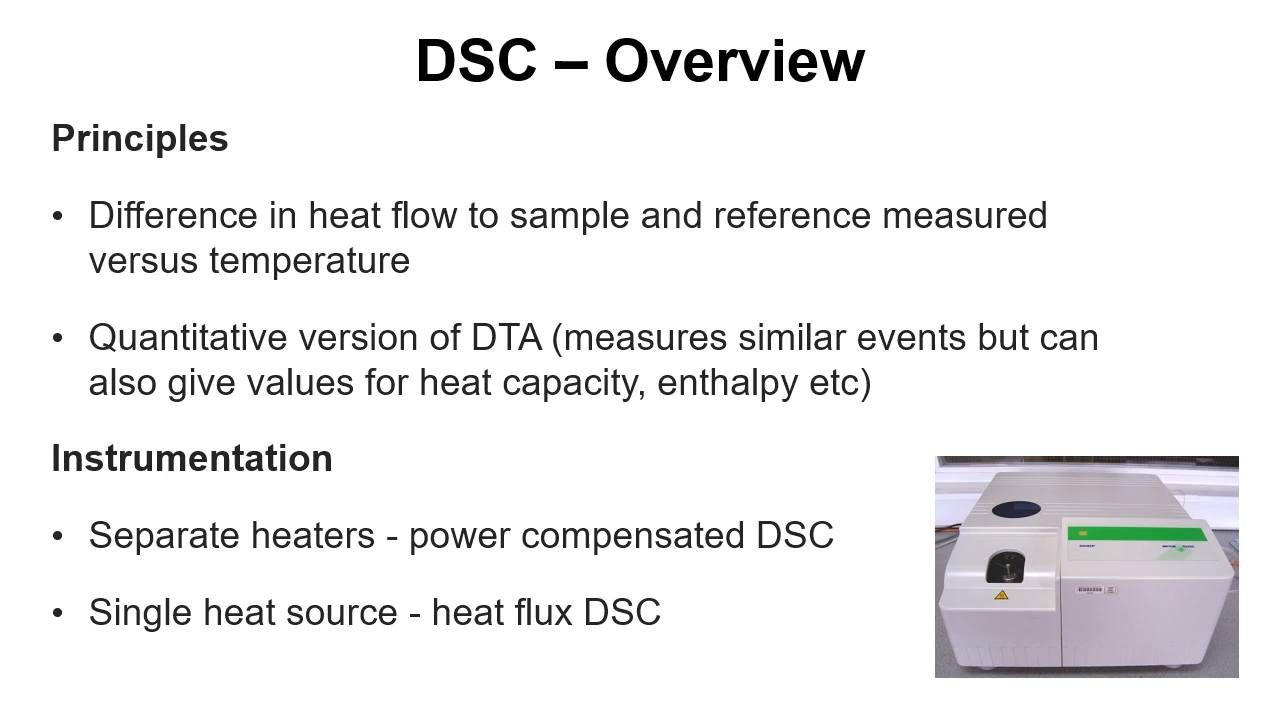 DSC – Overview
Principles
• Difference in heat flow to sample and reference measured
versus temperature
• Quantitative version of DTA (measures similar events but can
also give values for heat capacity, enthalpy etc)
Instrumentation
• Separate heaters - power compensated DSC
• Single heat source - heat flux DSC